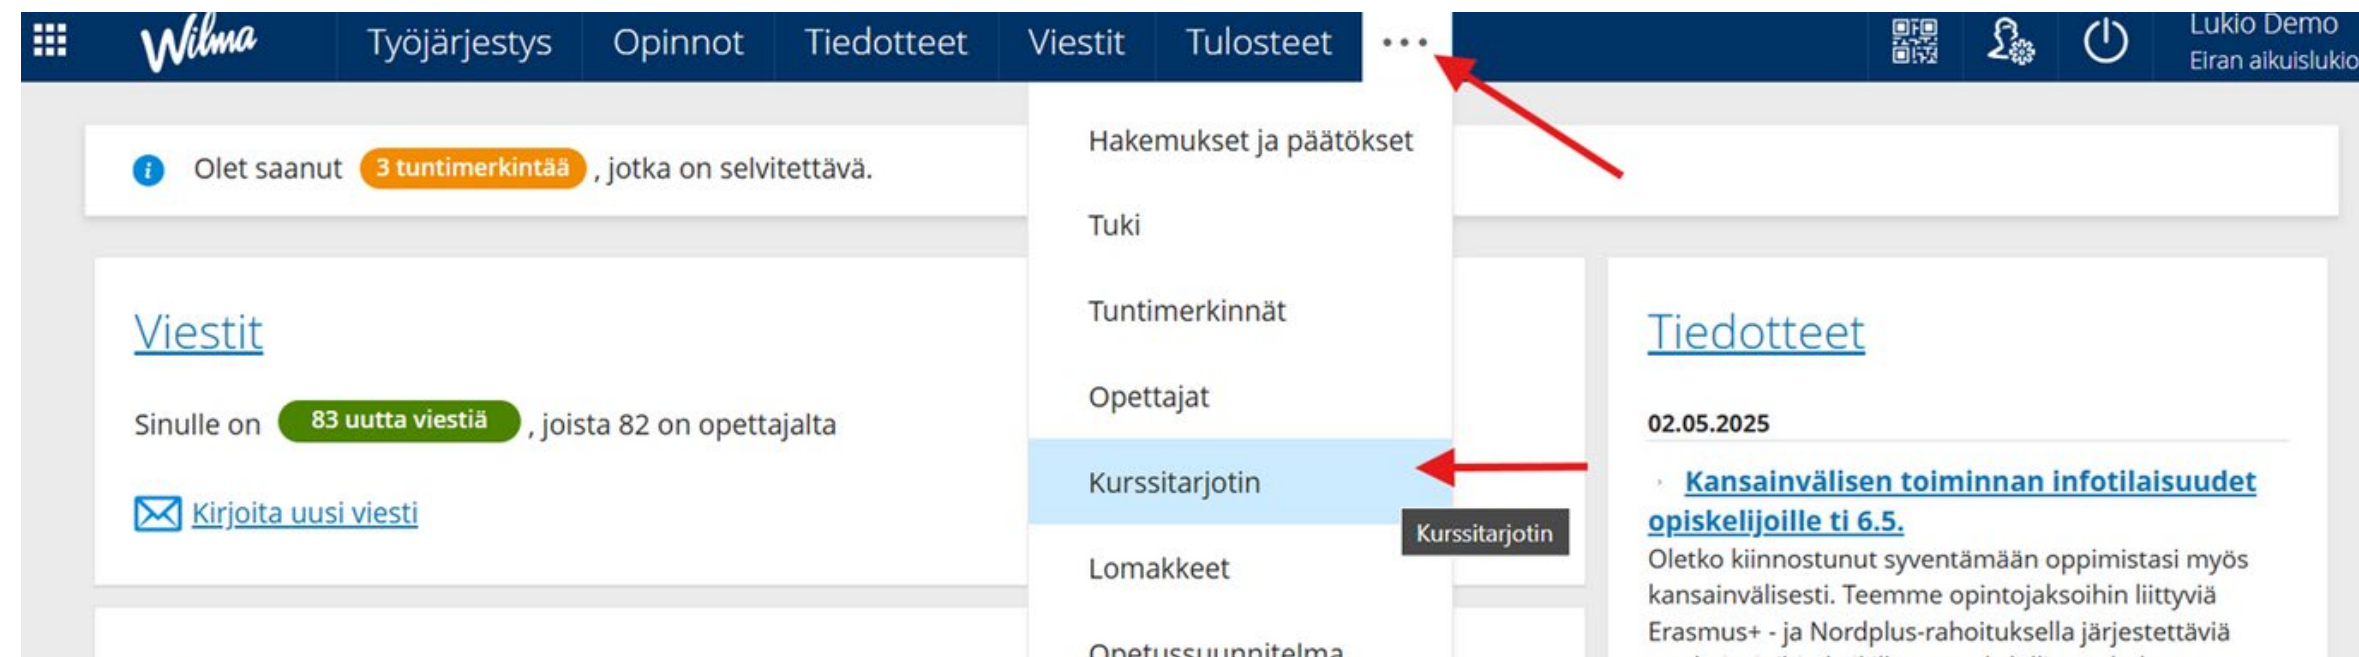 Wilma Työjärjestys Opinnot Tiedotteet Viestit Tulosteet
Lukio Demo
Eiran aikuislukio
Olet saanut 3 tuntimerkintää , jotka on selvitettävä.
Hakemukset ja päätökset
Tuki
Tuntimerkinnät
Opettajat
Kurssitarjotin
Kurssitarjotin
Lomakkeet
Opetussuunnitelma
Viestit
Sinulle on 83 uutta viestiä , joista 82 on opettajalta
Kirjoita uusi viesti
Tiedotteet
02.05.2025
Kansainvälisen toiminnan infotilaisuudet
opiskelijoille ti 6.5.
Oletko kiinnostunut syventämään oppimistasi myös
kansainvälisesti. Teemme opintojaksoihin liittyviä
Erasmus+ - ja Nordplus-rahoituksella järjestettäviä